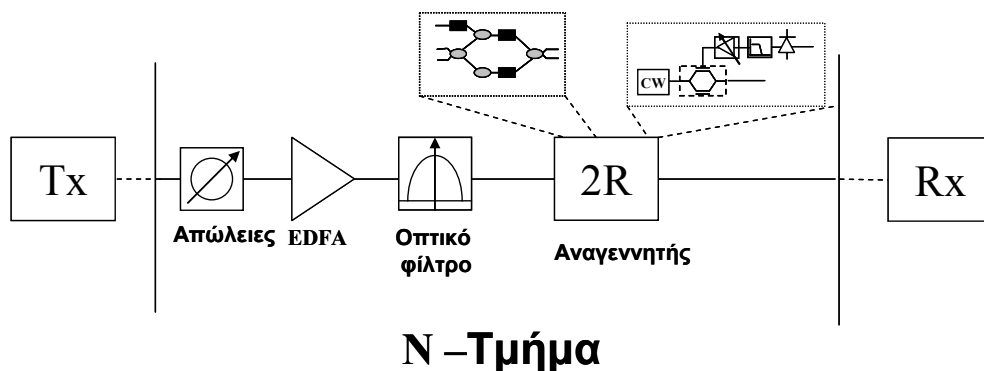 CW
Tx
2R
Rx
Απώλειες
EDFA
Οπτικό
φίλτρο
Αναγεννητής
N –Τμήμα